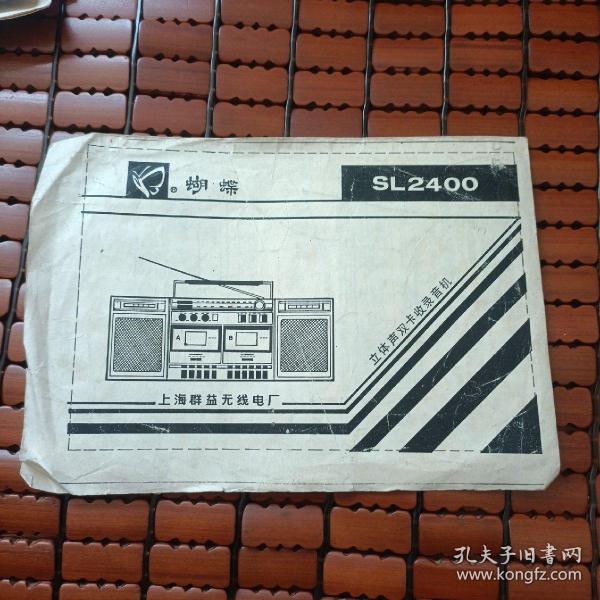 ® 蝴蝶
SL2400
立体声双卡收录音机
A
B
上海群益无线电厂
孔夫子旧书网
www.kongfz.com